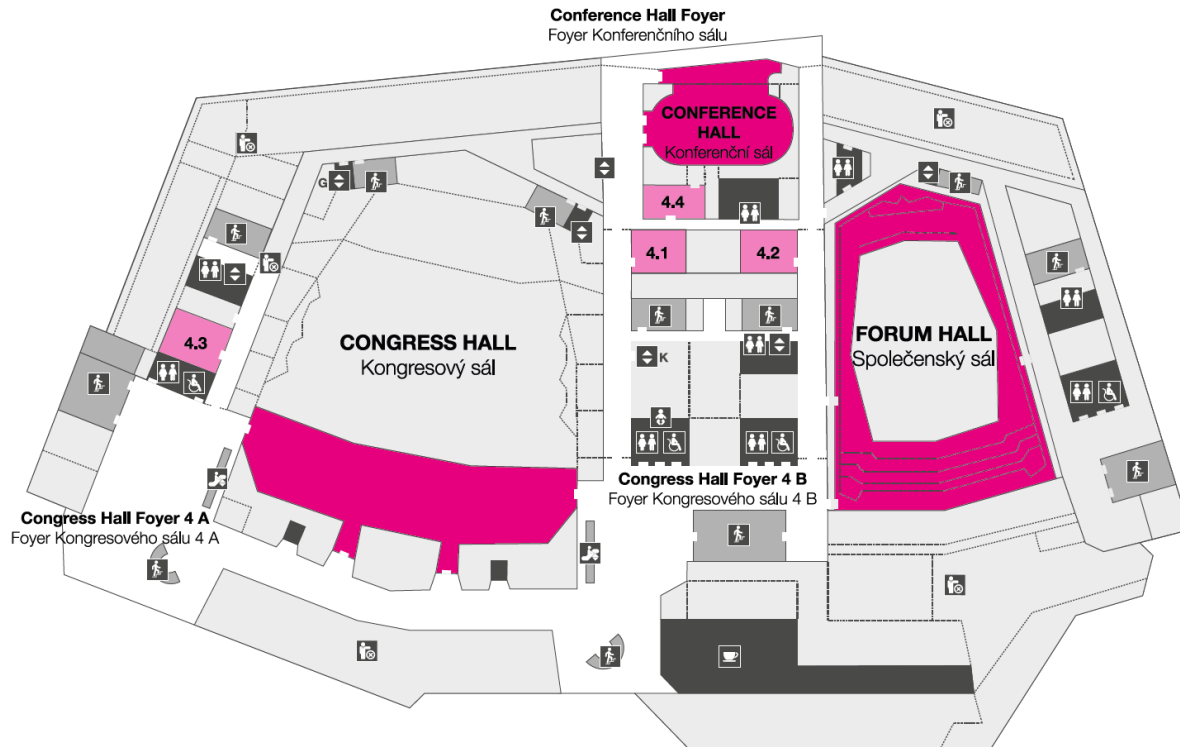 Conference Hall Foyer
Foyer Konferenčního sálu
CONFERENCE
HALL
Konferenční sál
G
4.4
4.1
4.2
4.3
CONGRESS HALL
Kongresový sál
K
FORUM HALL
Společenský sál
Congress Hall Foyer 4 B
Foyer Kongresového sálu 4 B
Congress Hall Foyer 4 A
Foyer Kongresového sálu 4 A